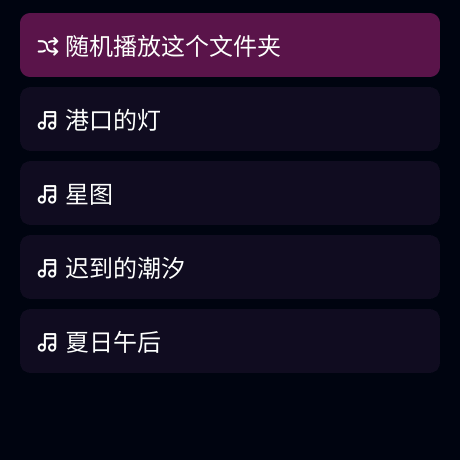 随机播放这个文件夹
港口的灯
星图
迟到的潮汐
夏日午后